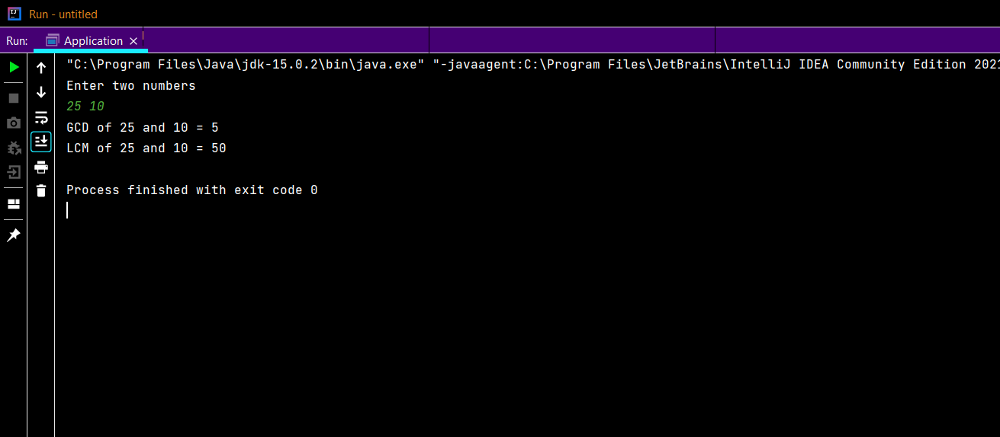 Run - untitled
Run: Application
"C:\Program Files\Java\jdk-15.0.2\bin\java.exe" "-javaagent:C:\Program Files\JetBrains\IntelliJ IDEA Community Edition 2021
Enter two numbers
25 10
GCD of 25 and 10 = 5
LCM of 25 and 10 = 50
Process finished with exit code 0